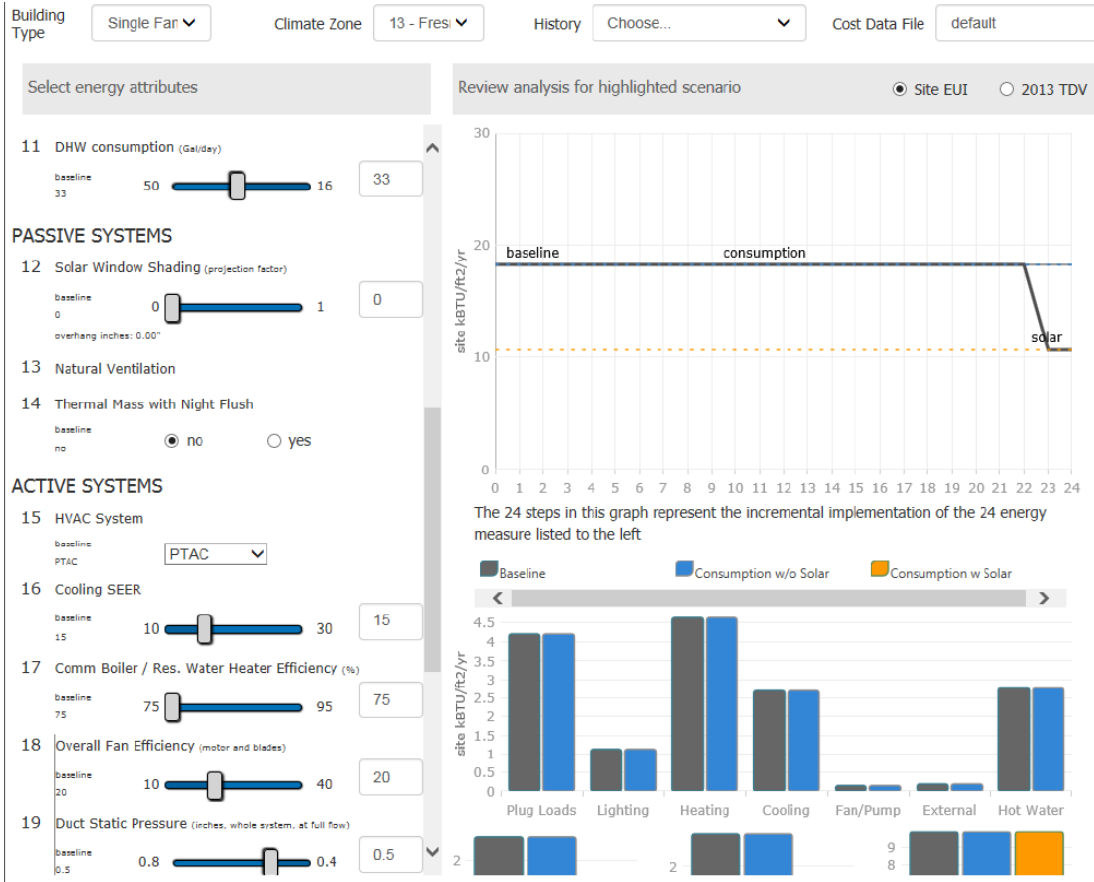 Building Type Single Fan Climate Zone 13 - Fresi History Choose... Cost Data File default
Select energy attributes
11 DHW consumption (Gal/day)
baseline
33
50 16 33
PASSIVE SYSTEMS
12 Solar Window Shading (projection factor)
baseline
0
0 1 0
overhang inches: 0.00"
13 Natural Ventilation
14 Thermal Mass with Night Flush
baseline
no
no yes
ACTIVE SYSTEMS
15 HVAC System
baseline
PTAC
PTAC
16 Cooling SEER
baseline
15
10 30 15
17 Comm Boiler / Res. Water Heater Efficiency (%)
baseline
75
75 95 75
18 Overall Fan Efficiency (motor and blades)
baseline
20
10 40 20
19 Duct Static Pressure (inches, whole system, at full flow)
baseline
0.5
0.8 0.4 0.5
Review analysis for highlighted scenario Site EUI 2013 TDV
30
20
10
0
site kBTU/ft2/yr
baseline consumption
solar
0 1 2 3 4 5 6 7 8 9 10 11 12 13 14 15 16 17 18 19 20 21 22 23 24
The 24 steps in this graph represent the incremental implementation of the 24 energy
measure listed to the left
Baseline Consumption w/o Solar Consumption w Solar
4.5
4
3.5
3
2.5
2
1.5
1
0.5
0
site kBTU/ft2/yr
Plug Loads Lighting Heating Cooling Fan/Pump External Hot Water
2
2
9
8